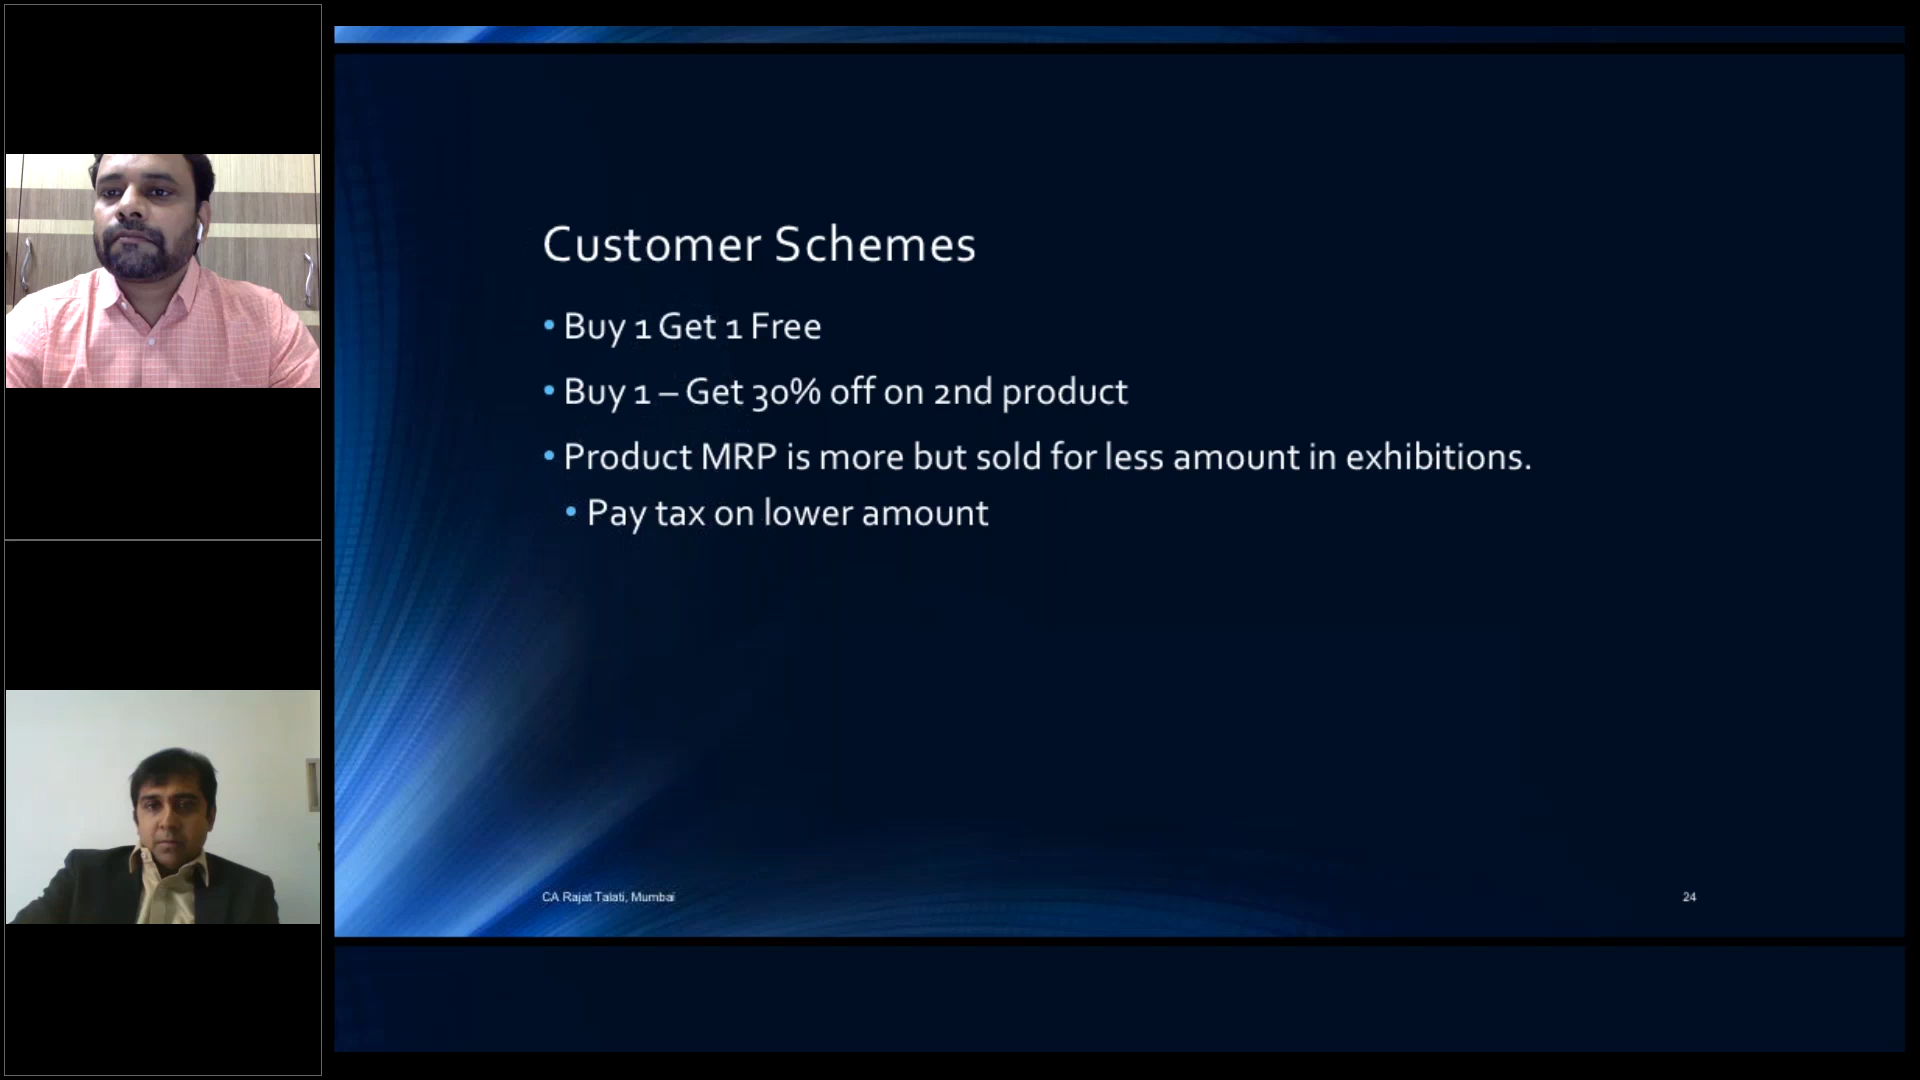 Customer Schemes
• Buy 1 Get 1 Free
• Buy 1 – Get 30% off on 2nd product
• Product MRP is more but sold for less amount in exhibitions.
• Pay tax on lower amount
CA Rajat Talati, Mumbai
24